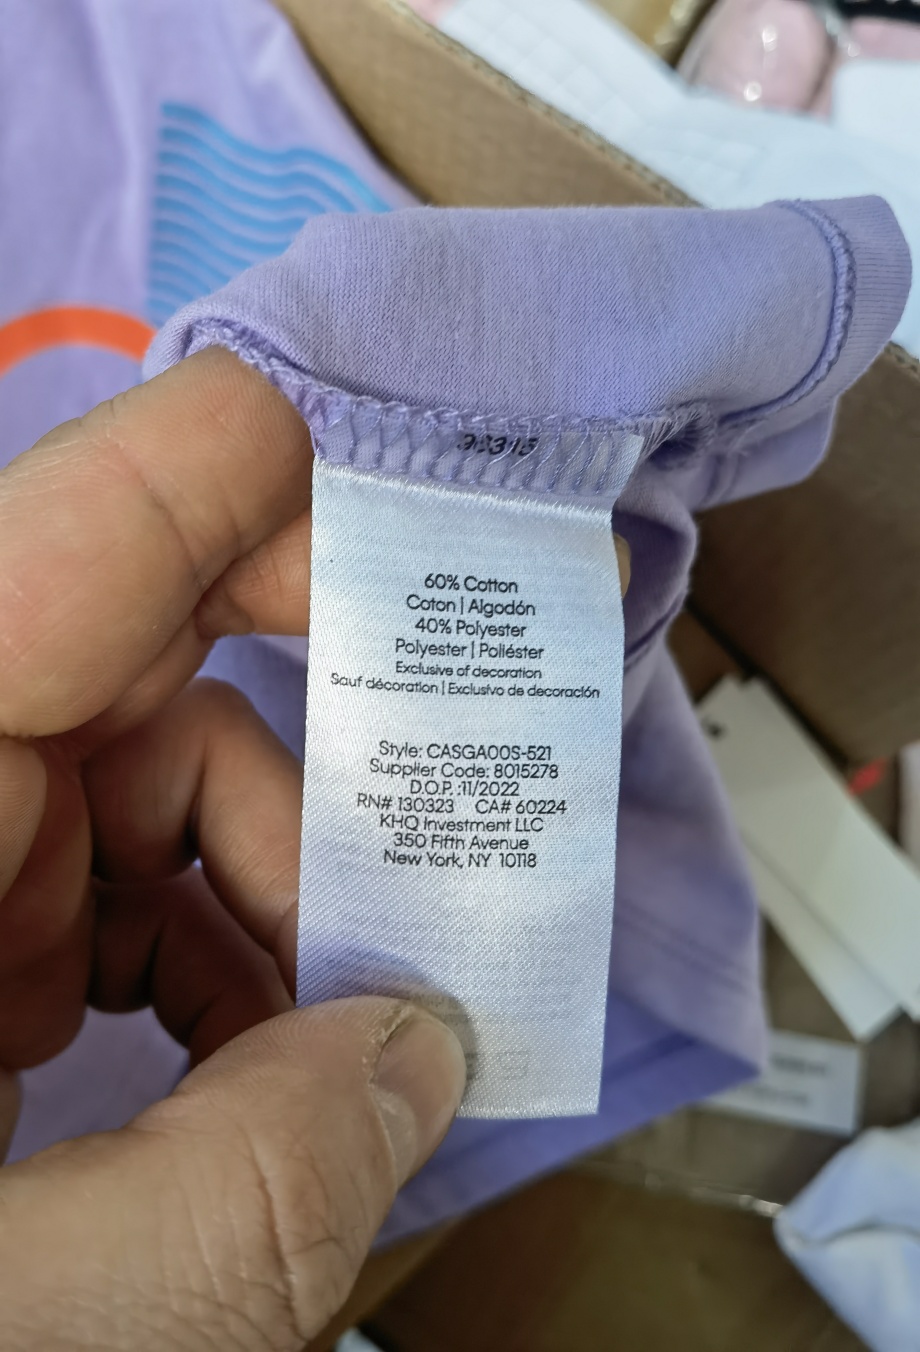 60% Cotton
Coton | Algodón
40% Polyester
Polyester | Poliéster
Exclusive of decoration
Sauf décoration | Exclusivo de decoración
Style: CASGA00S-521
Supplier Code: 8015278
D.O.P. :11/2022
RN# 130323 CA# 60224
KHQ Investment LLC
350 Fifth Avenue
New York, NY 10118